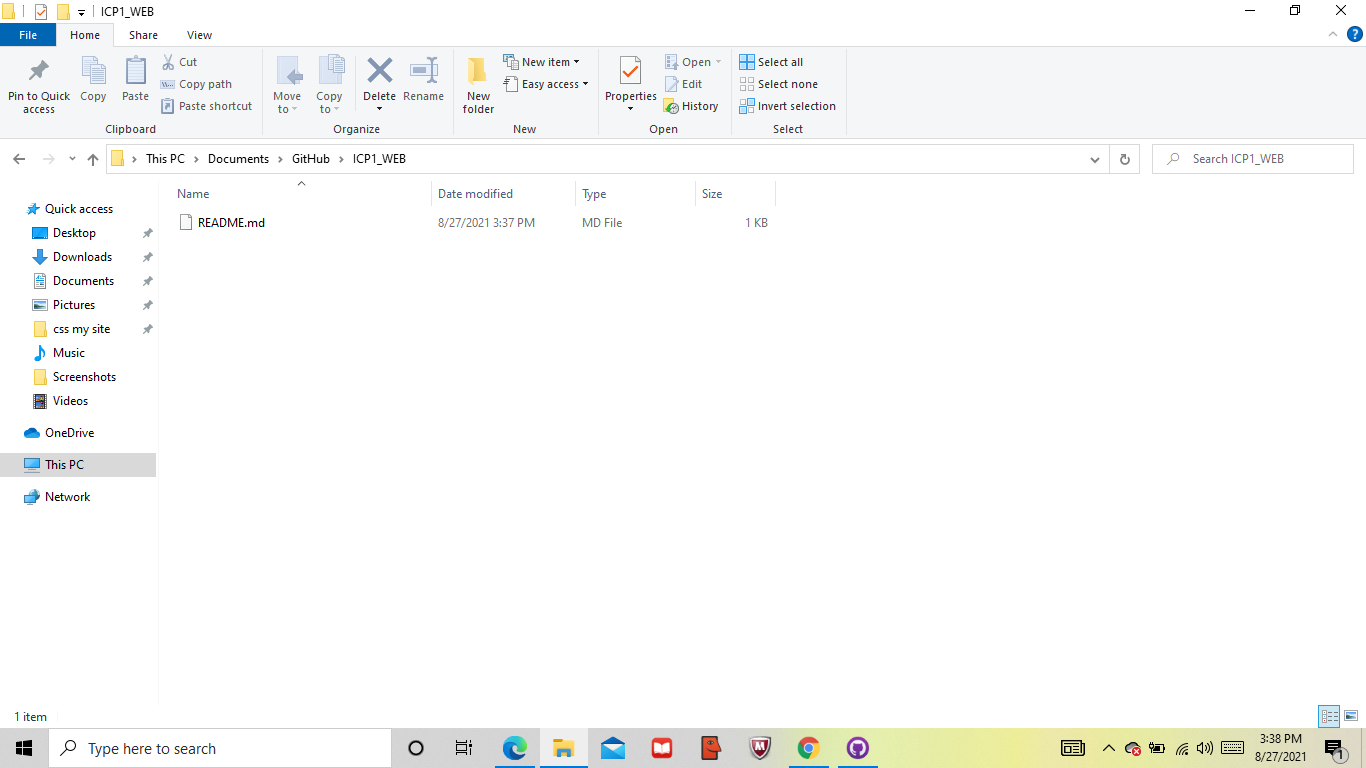 ICP1_WEB
File Home Share View
Pin to Quick access
Copy
Paste
Cut
Copy path
Paste shortcut
Clipboard
Move to
Copy to
Delete
Rename
Organize
New folder
New item
Easy access
New
Properties
Open
Edit
History
Open
Select all
Select none
Invert selection
Select
This PC > Documents > GitHub > ICP1_WEB
Search ICP1_WEB
Name Date modified Type Size
README.md 8/27/2021 3:37 PM MD File 1 KB
Quick access
Desktop
Downloads
Documents
Pictures
css my site
Music
Screenshots
Videos
OneDrive
This PC
Network
1 item
Type here to search
3:38 PM
8/27/2021
1